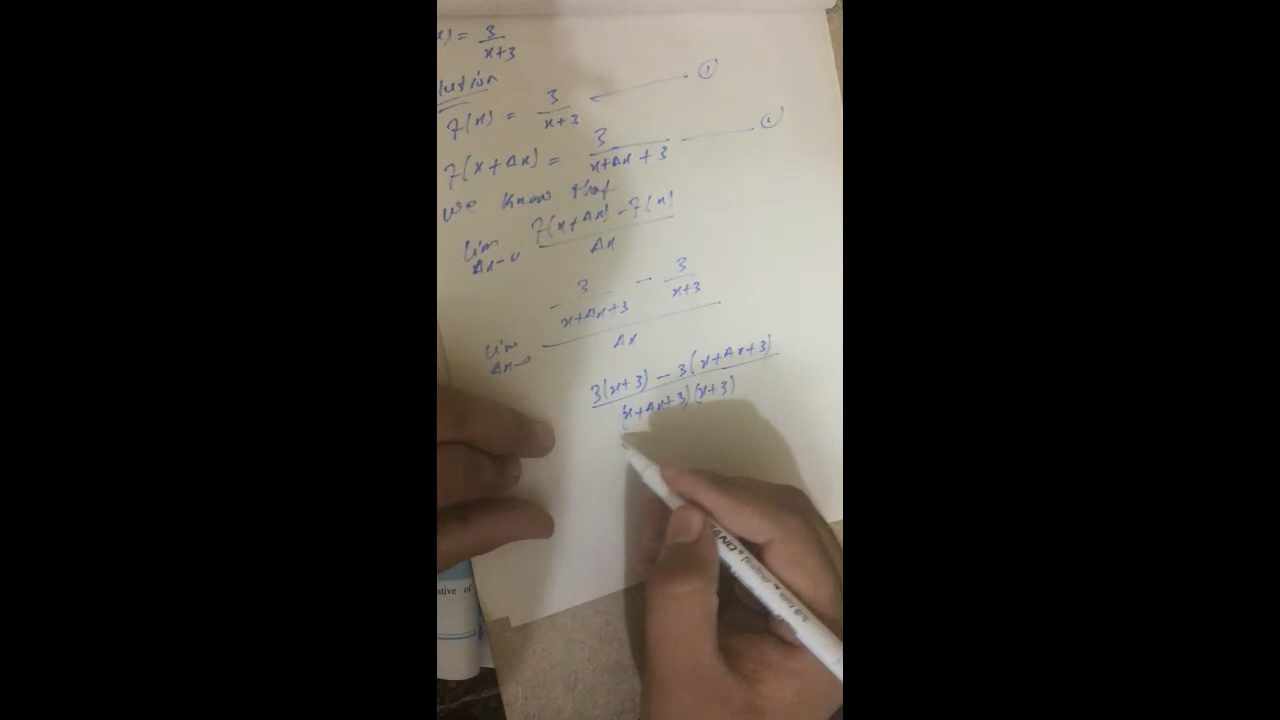 x) = 3/(x+3)
lution
f(x) = 3/(x+3) ①
f(x+Δx) = 3/(x+Δx+3) ②
we know that
lim Δx→0 (f(x+Δx) - f(x))/Δx
lim Δx→0 (3/(x+Δx+3) - 3/(x+3))/Δx
(3(x+3) - 3(x+Δx+3))/((x+Δx+3)(x+3))
ative of